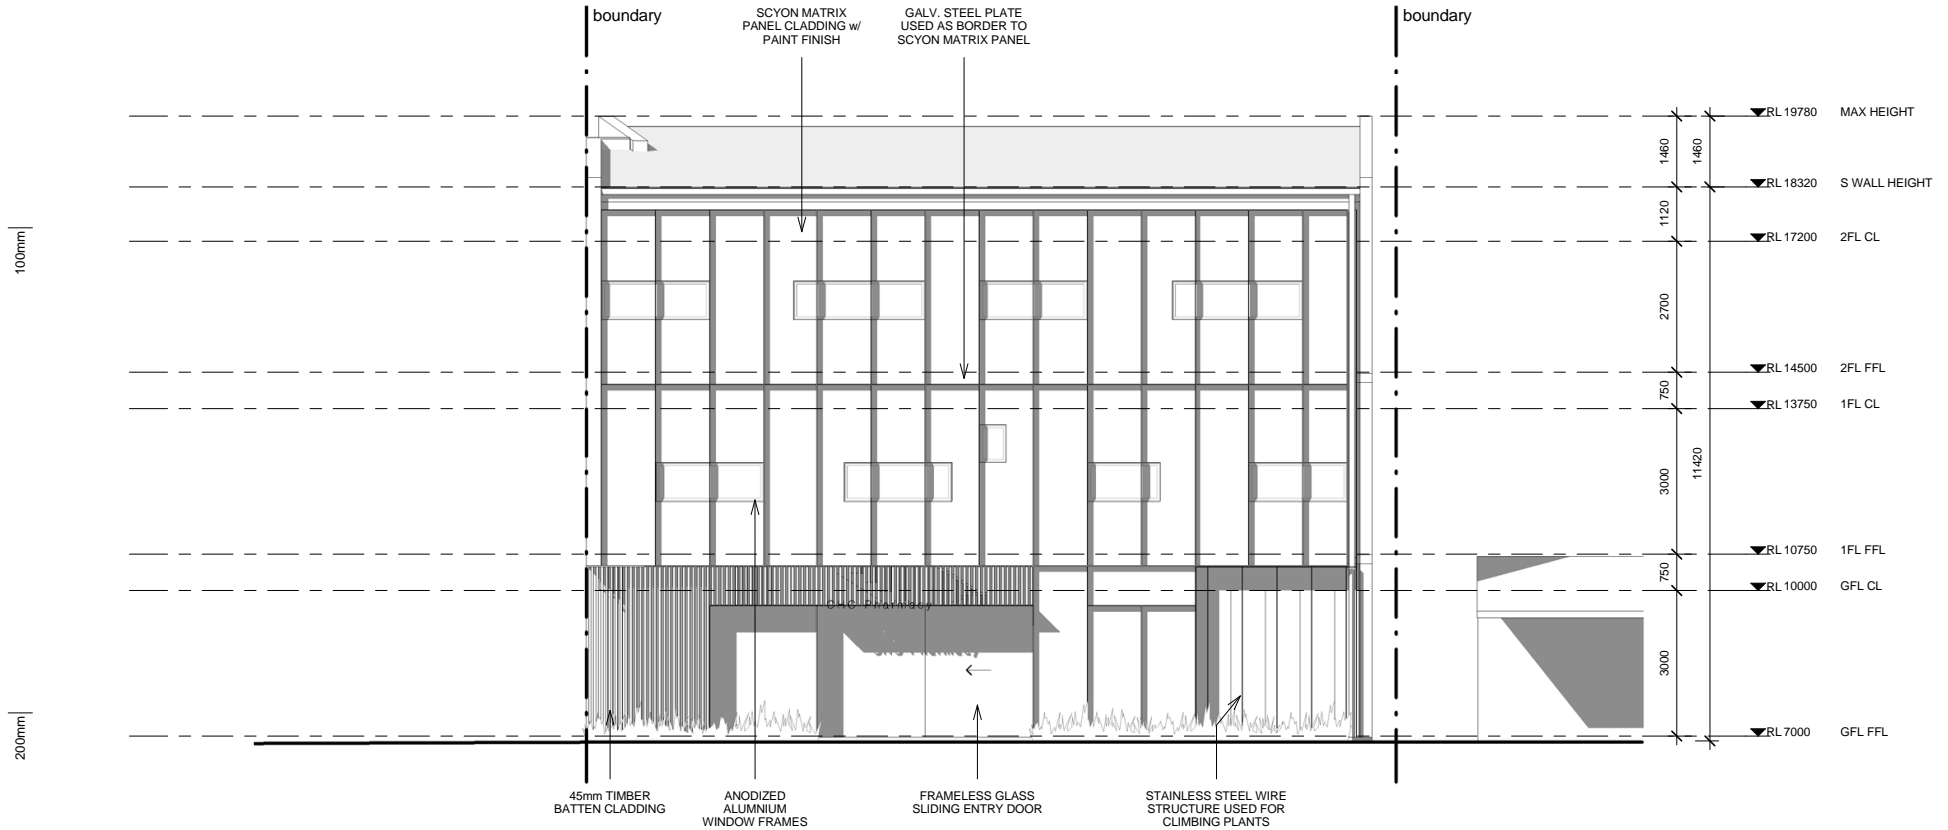 boundary
SCYON MATRIX
PANEL CLADDING w/
PAINT FINISH
GALV. STEEL PLATE
USED AS BORDER TO
SCYON MATRIX PANEL
boundary
RL 19780 MAX HEIGHT
1460
1460
RL 18320 S WALL HEIGHT
1120
100mm
RL 17200 2FL CL
2700
RL 14500 2FL FFL
750
RL 13750 1FL CL
3000
11420
RL 10750 1FL FFL
750
RL 10000 GFL CL
CHC Pharmacy
3000
200mm
RL 7000 GFL FFL
45mm TIMBER
BATTEN CLADDING
ANODIZED
ALUMNIUM
WINDOW FRAMES
FRAMELESS GLASS
SLIDING ENTRY DOOR
STAINLESS STEEL WIRE
STRUCTURE USED FOR
CLIMBING PLANTS